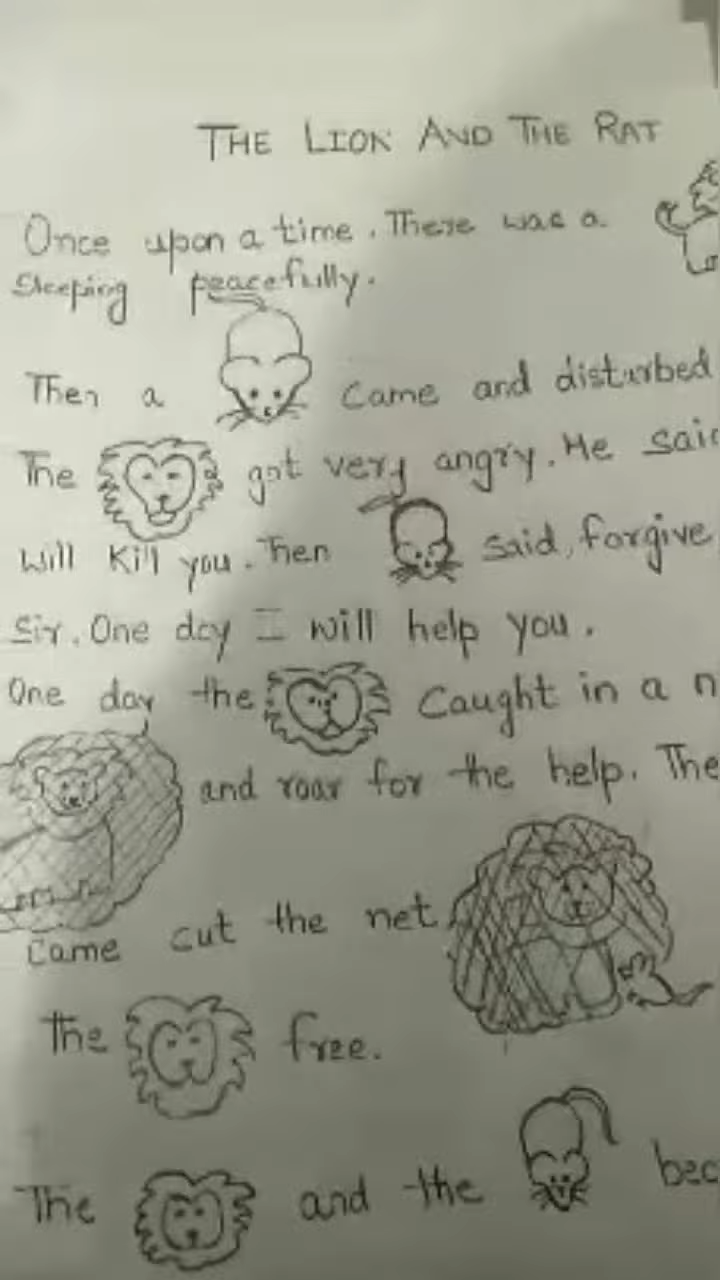 THE LION AND THE RAT
Once upon a time. There was a
Sleeping peacefully.
Then a came and disturbed
The got very angry. He
will kill you. Then said, forgive
Sir. One day I will help you.
One day the caught in a
and roar for the help.
came cut the net
The free.
The and the